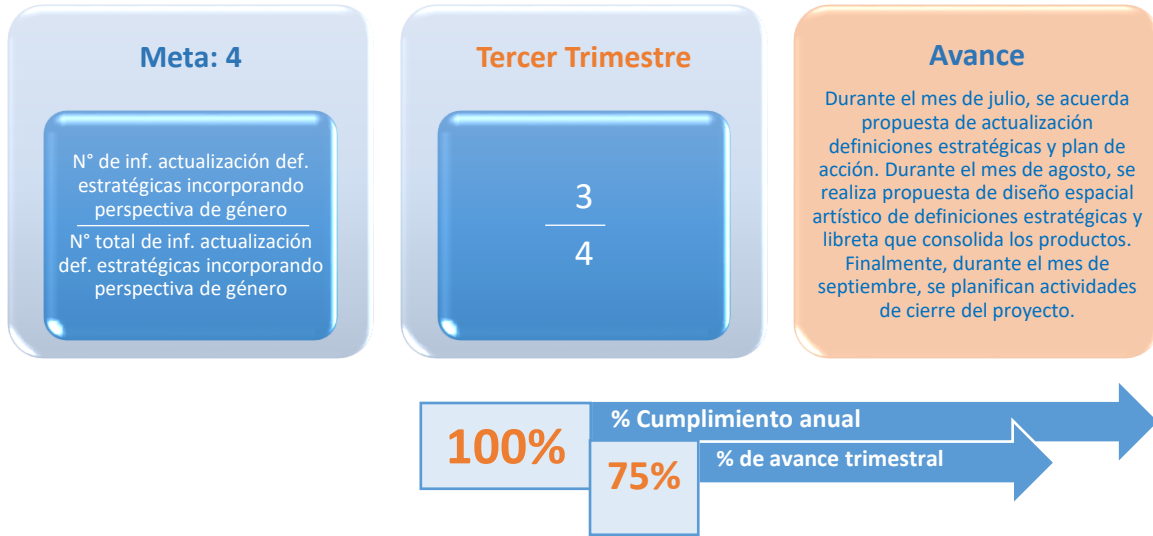 Meta: 4
N° de inf. actualización def.
estratégicas incorporando
perspectiva de género
N° total de inf. actualización
def. estratégicas incorporando
perspectiva de género
Tercer Trimestre
3
4
Avance
Durante el mes de julio, se acuerda
propuesta de actualización
definiciones estratégicas y plan de
acción. Durante el mes de agosto, se
realiza propuesta de diseño espacial
artístico de definiciones estratégicas y
libreta que consolida los productos.
Finalmente, durante el mes de
septiembre, se planifican actividades
de cierre del proyecto.
100%
% Cumplimiento anual
75%
% de avance trimestral